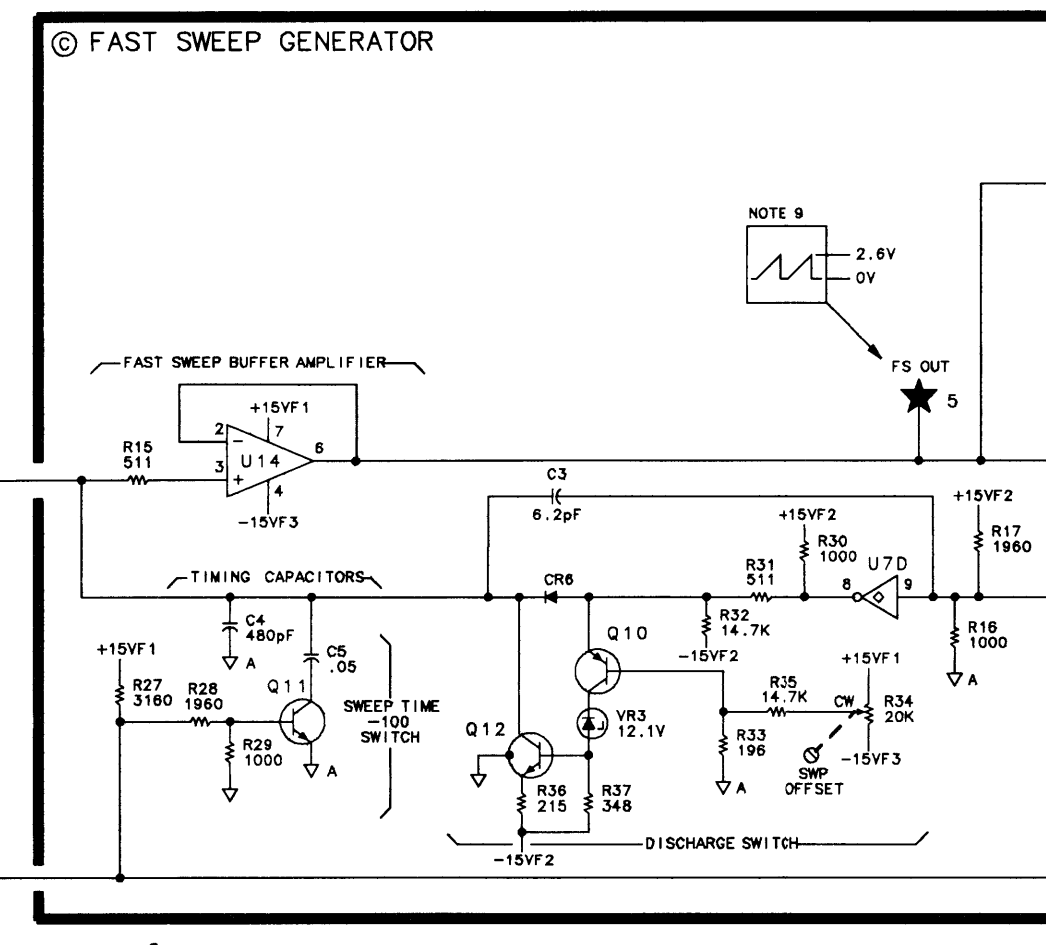 © FAST SWEEP GENERATOR
NOTE 9
2.6V
0V
FS OUT
5
FAST SWEEP BUFFER AMPLIFIER
+15VF1
7
2
−
U14
6
3
+
4
−15VF3
R15
511
C3
6.2pF
+15VF2
R17
1960
+15VF2
R30
1000
U7D
8
9
R31
511
TIMING CAPACITORS
CR6
C4
480pF
A
R32
14.7K
−15VF2
R16
1000
A
Q10
C5
.05
+15VF1
R27
3160
R28
1960
Q11
R29
1000
A
SWEEP TIME
−100
SWITCH
Q12
VR3
12.1V
R35
14.7K
CW
+15VF1
R34
20K
−15VF3
R33
196
A
SWP
OFFSET
R36
215
R37
348
−15VF2
DISCHARGE SWITCH